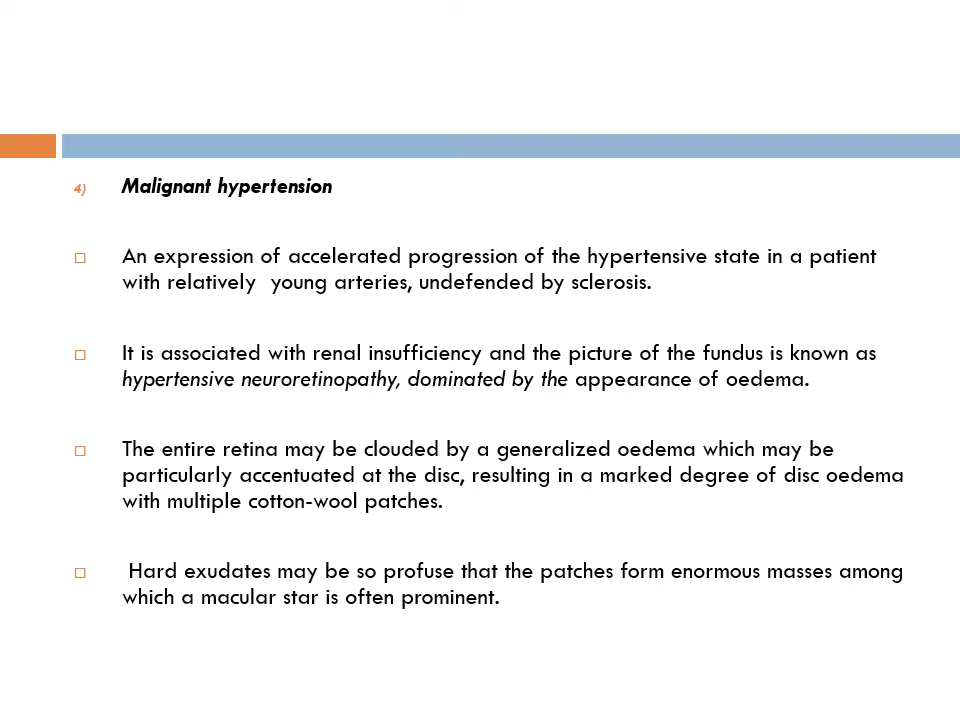 4) Malignant hypertension
An expression of accelerated progression of the hypertensive state in a patient
with relatively  young arteries, undefended by sclerosis.
It is associated with renal insufficiency and the picture of the fundus is known as
hypertensive neuroretinopathy, dominated by the appearance of oedema.
The entire retina may be clouded by a generalized oedema which may be
particularly accentuated at the disc, resulting in a marked degree of disc oedema
with multiple cotton-wool patches.
Hard exudates may be so profuse that the patches form enormous masses among
which a macular star is often prominent.